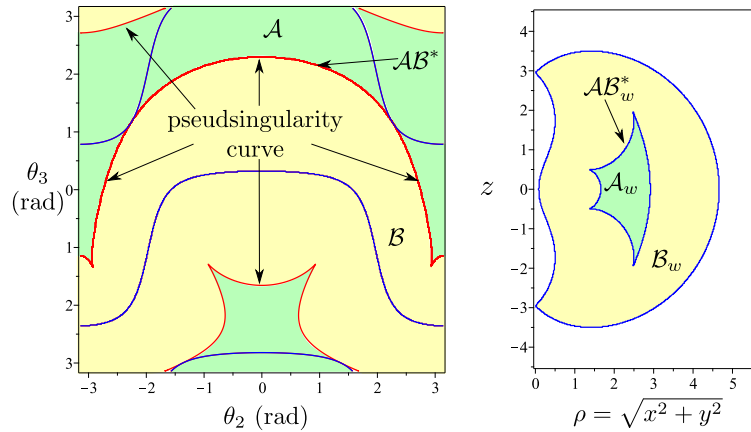 3
2
1
0
1
2
3
θ₃
(rad)
-3
-2
-1
0
1
2
3
θ₂ (rad)
𝒜
𝒜ℬ*
pseudsingularity
curve
ℬ
4
3
2
1
0
-1
-2
-3
-4
z
0
1
2
3
4
5
ρ = √x² + y²
𝒜ℬ*w
𝒜w
ℬw